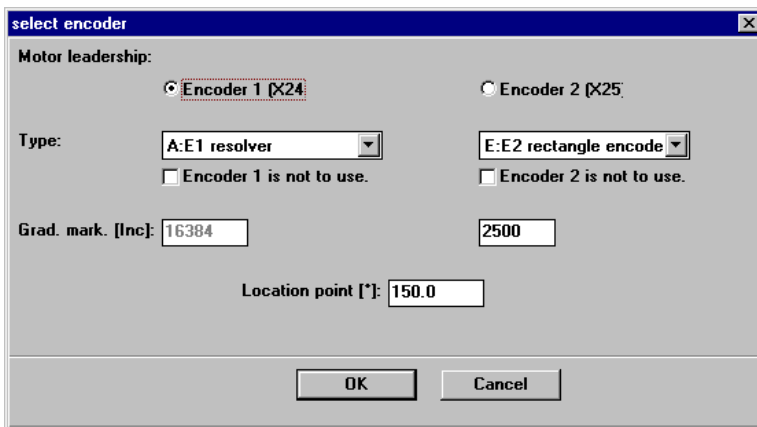 select encoder
Motor leadership:
Encoder 1 (X24
Encoder 2 (X25)
Type:
A:E1 resolver
E:E2 rectangle encode
Encoder 1 is not to use.
Encoder 2 is not to use.
Grad. mark. [Inc]: 16384
2500
Location point [°]: 150.0
OK
Cancel